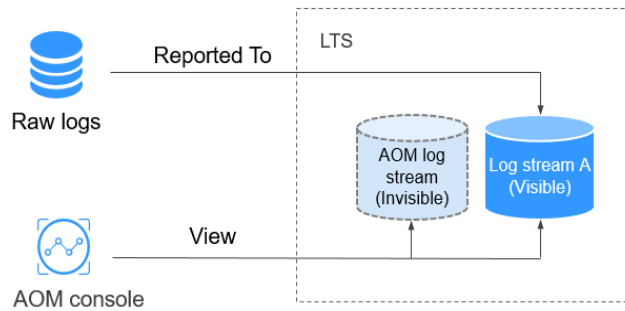 Reported To
LTS
Raw logs
AOM log
stream
(Invisible)
Log stream A
(Visible)
View
AOM console